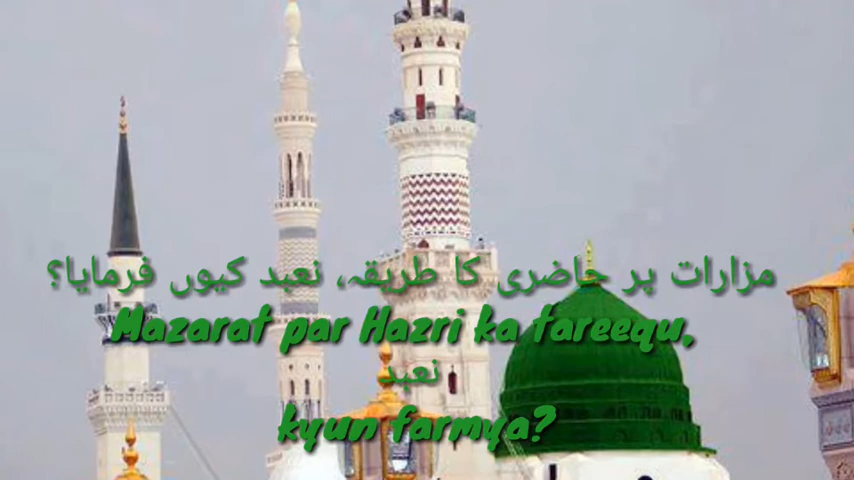 مزارات پر حاضری کا طریقہ، نعبد کیوں فرمایا؟
Mazarat par Hazri ka tareequ,
نعبد
kyun farmya?